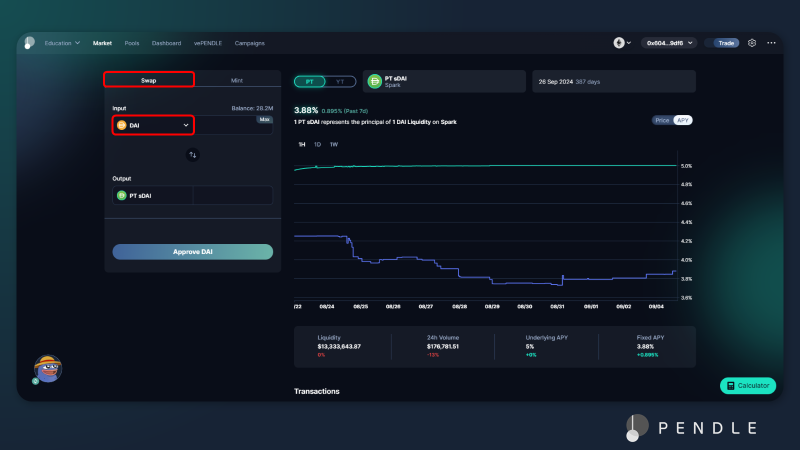 Education
Market
Pools
Dashboard
vePENDLE
Campaigns
0x604...9df6
Trade
Swap
Mint
Input
Balance: 28.2M
DAI
Max
Output
PT sDAI
Approve DAI
PT
YT
PT sDAI
Spark
26 Sep 2024 387 days
3.88% 0.895% (Past 7d)
1 PT sDAI represents the principal of 1 DAI Liquidity on Spark
Price
APY
1H
1D
1W
5.0%
4.8%
4.6%
4.4%
4.2%
4.0%
3.8%
3.6%
/22
08/24
08/25
08/26
08/27
08/28
08/29
08/30
08/31
09/01
09/02
09/04
Liquidity
$13,333,643.87
0%
24h Volume
$176,781.51
-13%
Underlying APY
5%
+0%
Fixed APY
3.88%
+0.895%
Calculator
Transactions
PENDLE